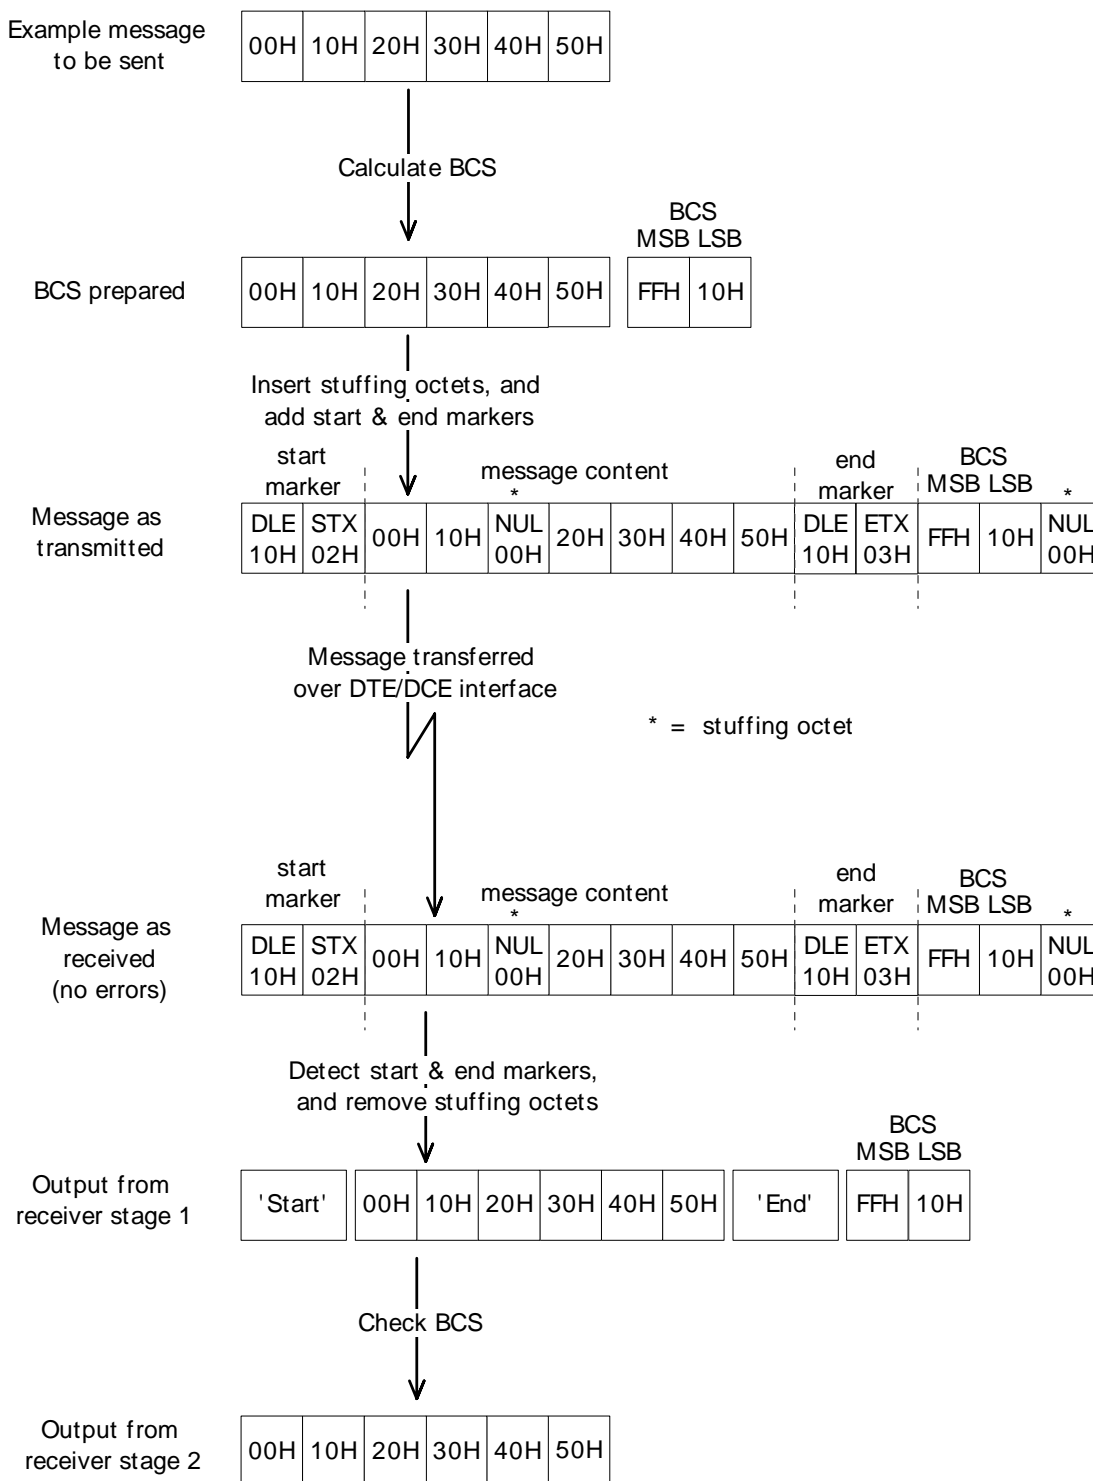 Example message
to be sent
00H 10H 20H 30H 40H 50H
Calculate BCS
BCS
MSB LSB
BCS prepared
00H 10H 20H 30H 40H 50H FFH 10H
Insert stuffing octets, and
add start & end markers
start
marker
message content
end
marker
BCS
MSB LSB
* *
Message as
transmitted
DLE STX 00H 10H NUL 20H 30H 40H 50H DLE ETX FFH 10H NUL
10H 02H 00H 10H 03H 00H
Message transferred
over DTE/DCE interface
* = stuffing octet
start
marker
message content
end
marker
BCS
MSB LSB
* *
Message as
received
(no errors)
DLE STX 00H 10H NUL 20H 30H 40H 50H DLE ETX FFH 10H NUL
10H 02H 00H 10H 03H 00H
Detect start & end markers,
and remove stuffing octets
BCS
MSB LSB
Output from
receiver stage 1
'Start' 00H 10H 20H 30H 40H 50H 'End' FFH 10H
Check BCS
Output from
receiver stage 2
00H 10H 20H 30H 40H 50H